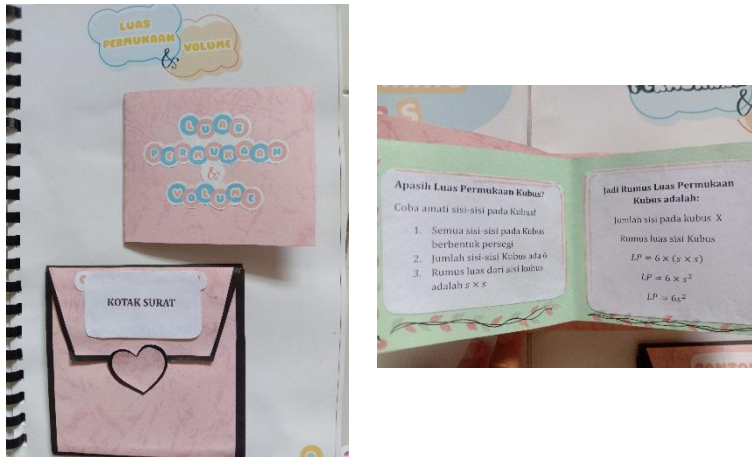 LUAS
PERMUKAAN
&
VOLUME
LUAS
PERMUKAAN
&
VOLUME
KOTAK SURAT
S
&
Apasih Luas Permukaan Kubus?
Coba amati sisi-sisi pada Kubus!
1. Semua sisi-sisi pada Kubus
berbentuk persegi
2. Jumlah sisi-sisi Kubus ada 6
3. Rumus luas dari sisi kubus
adalah s × s
Jadi Rumus Luas Permukaan
Kubus adalah:
Jumlah sisi pada kubus X
Rumus luas sisi Kubus
LP = 6 × (s × s)
LP = 6 × s²
LP = 6s²